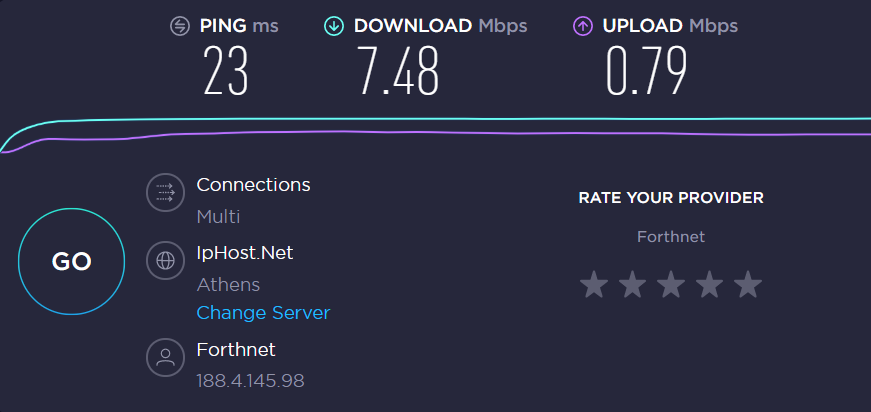 PING ms
DOWNLOAD Mbps
UPLOAD Mbps
23
7.48
0.79
GO
Connections
Multi
IpHost.Net
Athens
Change Server
Forthnet
188.4.145.98
RATE YOUR PROVIDER
Forthnet